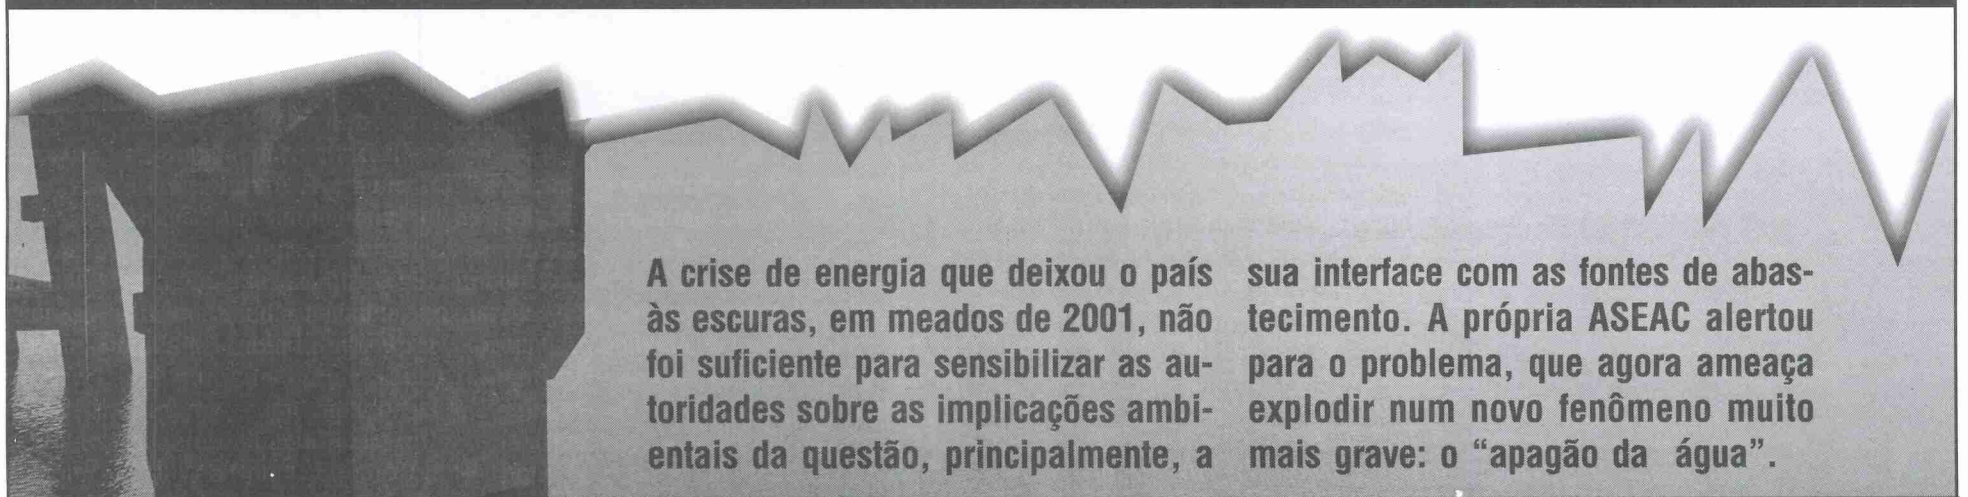 A crise de energia que deixou o país
às escuras, em meados de 2001, não
foi suficiente para sensibilizar as au-
toridades sobre as implicações ambi-
entais da questão, principalmente, a
sua interface com as fontes de abas-
tecimento. A própria ASEAC alertou
para o problema, que agora ameaça
explodir num novo fenômeno muito
mais grave: o “apagão da água”.